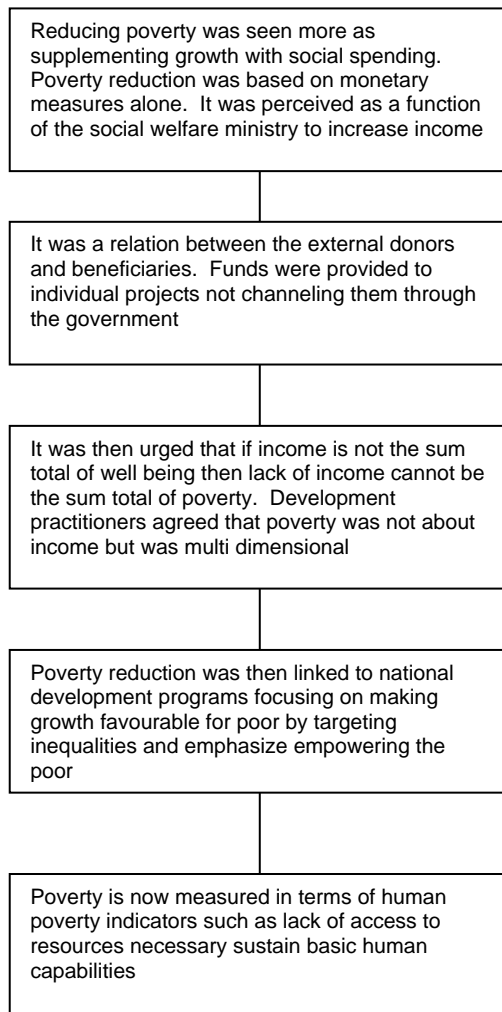 Reducing poverty was seen more as
supplementing growth with social spending.
Poverty reduction was based on monetary
measures alone.  It was perceived as a function
of the social welfare ministry to increase income
It was a relation between the external donors
and beneficiaries.  Funds were provided to
individual projects not channeling them through
the government
It was then urged that if income is not the sum
total of well being then lack of income cannot be
the sum total of poverty.  Development
practitioners agreed that poverty was not about
income but was multi dimensional
Poverty reduction was then linked to national
development programs focusing on making
growth favourable for poor by targeting
inequalities and emphasize empowering the
poor
Poverty is now measured in terms of human
poverty indicators such as lack of access to
resources necessary sustain basic human
capabilities